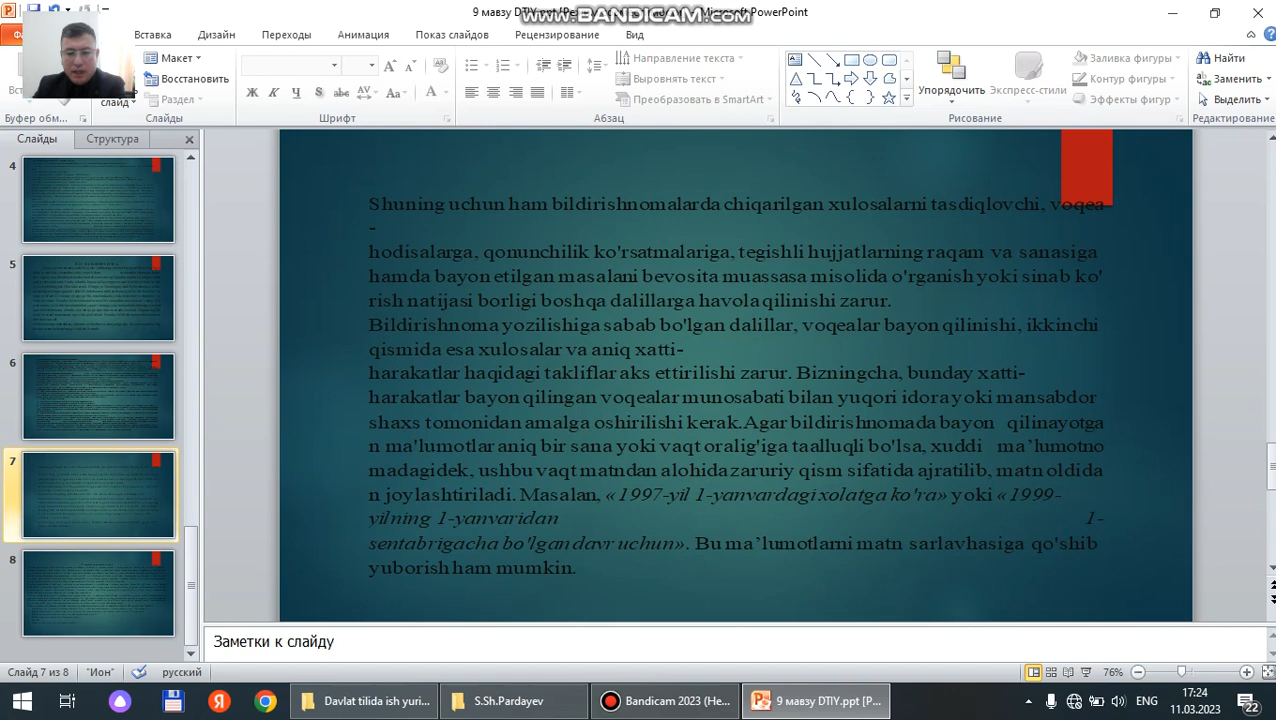 9 мавзу DTIY.ppt [Ре
www.BANDICAM.com
Microsoft PowerPoint
Вставка
Дизайн
Переходы
Анимация
Показ слайдов
Рецензирование
Вид
Макет
Восстановить
слайд
Раздел
Направление текста
Выровнять текст
Преобразовать в SmartArt
Упорядочить
Экспресс-стили
Заливка фигуры
Контур фигуры
Эффекты фигур
Найти
Заменить
Выделить
Буфер обм...
Слайды
Шрифт
Абзац
Рисование
Редактирование
Слайды
Структура
4
5
6
7
8
Shuning uchun ham bildirishnomalarda chiqarilgan xulosalarni tasdiqlovchi, voqea
-
hodisalarga, qonunchilik ko'rsatmalariga, tegishli hujjatlarning raqam va sanasiga
hamda bayon etilgan masalani bevosita muassasa misolida o'rganish yoki sinab ko'
rish natijasi borligi boshqa dalillarga havola qilinishi zarur.
Bildirishnoma yozilishiga sabab bo'lgan dalillar, voqealar bayon qilinishi, ikkinchi
qismida esa xulosalar va aniq xatti-
harakatlar haqidagi takliflar aks ettirilishi zarur. Bizningcha, bunday xatti-
harakatlar bayon qilingan voqealar munosabati bilan yuqori idora yoki mansabdor
shaxs tomonidan amalga oshirilishi kerak.Agar bildirishnomada bayon qilinayotga
n ma'lumotlar aniq bir sana yoki vaqt oralig'iga taalluqli bo'lsa, xuddi ma’lumotno
madagidek, ushbu vaqt matndan alohida zaruriy qism sifatida ajratilib, matn oldida
n joylashtiriladi. Masalan, «1997-yil 1-yanvardagi xolatga ko'ra» yoki «1999-
yilning 1-yanvaridan 1-
sentabrigacha bo'lgan davr uchun». Bu ma’lumotlarni matn sarlavhasiga qo'shib
yuborish ham mumkin.
Заметки к слайду
Слайд 7 из 8
"Ион"
русский
76%
Davlat tilida ish yuri...
S.Sh.Pardayev
Bandicam 2023 (Не...
9 мавзу DTIY.ppt [Р...
ENG
17:24
11.03.2023
22